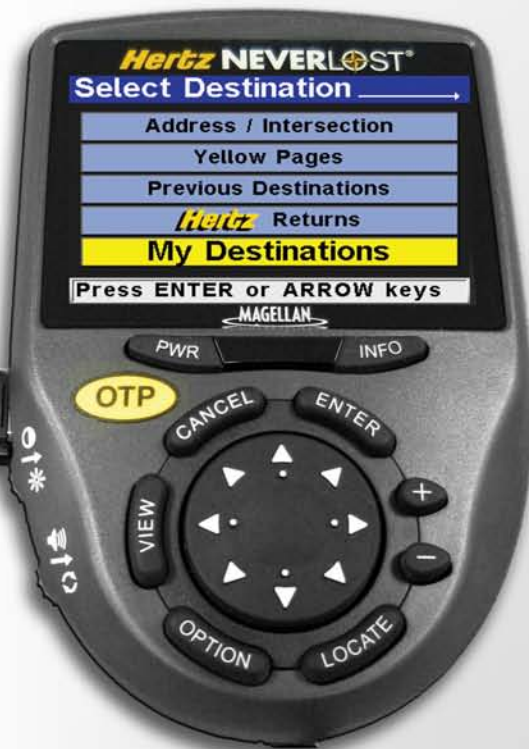 Hertz NEVERLOST®
Select Destination
Address / Intersection
Yellow Pages
Previous Destinations
Hertz Returns
My Destinations
Press ENTER or ARROW keys
MAGELLAN
PWR
INFO
OTP
CANCEL
ENTER
VIEW
+
-
OPTION
LOCATE